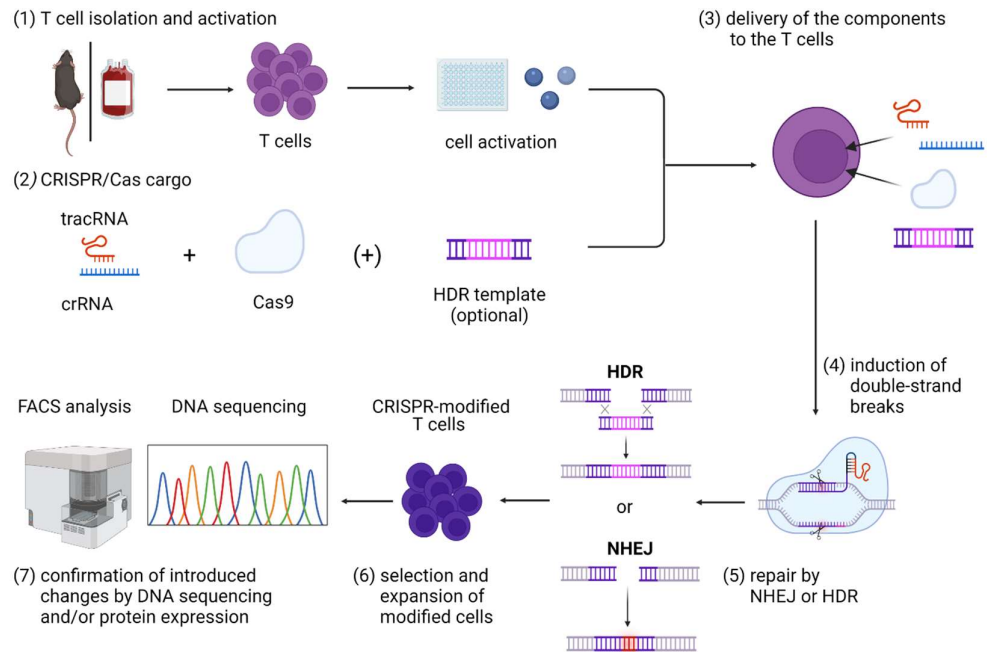 (1) T cell isolation and activation
T cells
cell activation
(2) CRISPR/Cas cargo
tracRNA
+
(+)
crRNA
Cas9
HDR template
(optional)
(3) delivery of the components
to the T cells
(4) induction of
double-strand
breaks
HDR
or
NHEJ
(5) repair by
NHEJ or HDR
CRISPR-modified
T cells
(6) selection and
expansion of
modified cells
FACS analysis
DNA sequencing
(7) confirmation of introduced
changes by DNA sequencing
and/or protein expression